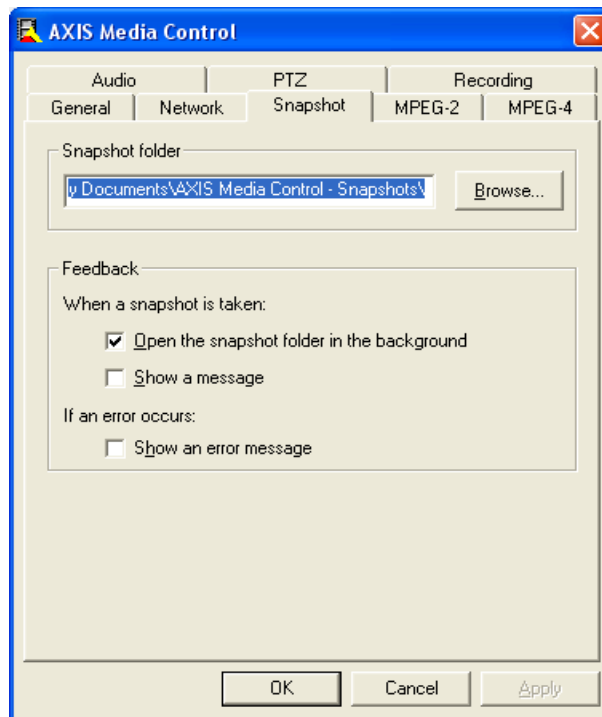 AXIS Media Control
Audio PTZ Recording
General Network Snapshot MPEG-2 MPEG-4
Snapshot folder
y Documents\AXIS Media Control - Snapshots\ Browse...
Feedback
When a snapshot is taken:
Open the snapshot folder in the background
Show a message
If an error occurs:
Show an error message
OK Cancel Apply